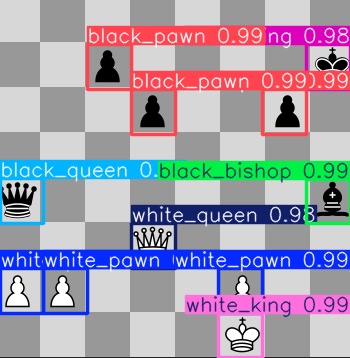 black_pawn 0.99 ng 0.98
black_pawn 0.99 0.99
black_queen 0. black_bishop 0.99
white_queen 0.98
whit white_pawn white_pawn 0.99
white_king 0.99